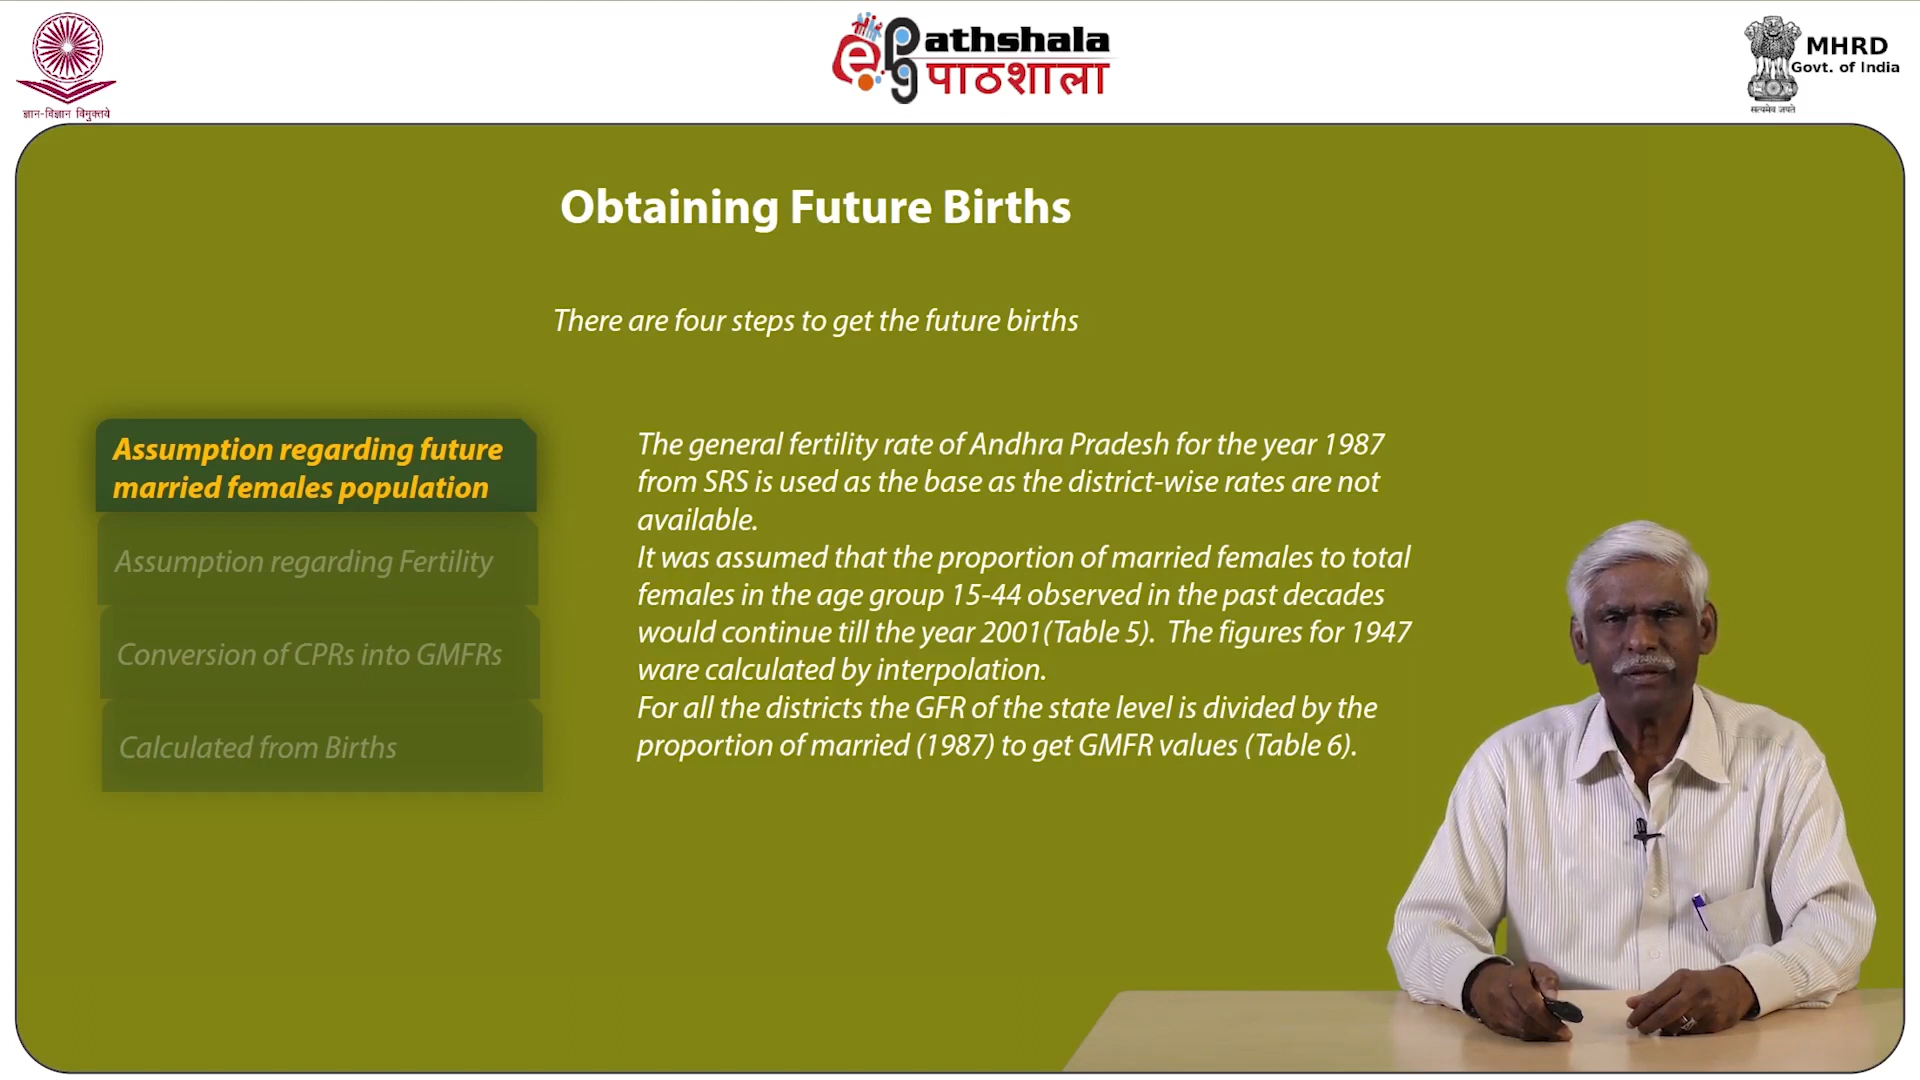 ज्ञान-विज्ञान विमुक्तये
ePG Pathshala
पाठशाला
MHRD
Govt. of India
सत्यमेव जयते
Obtaining Future Births
There are four steps to get the future births
Assumption regarding future
married females population
Assumption regarding Fertility
Conversion of CPRs into GMFRs
Calculated from Births
The general fertility rate of Andhra Pradesh for the year 1987
from SRS is used as the base as the district-wise rates are not
available.
It was assumed that the proportion of married females to total
females in the age group 15-44 observed in the past decades
would continue till the year 2001(Table 5).  The figures for 1947
ware calculated by interpolation.
For all the districts the GFR of the state level is divided by the
proportion of married (1987) to get GMFR values (Table 6).